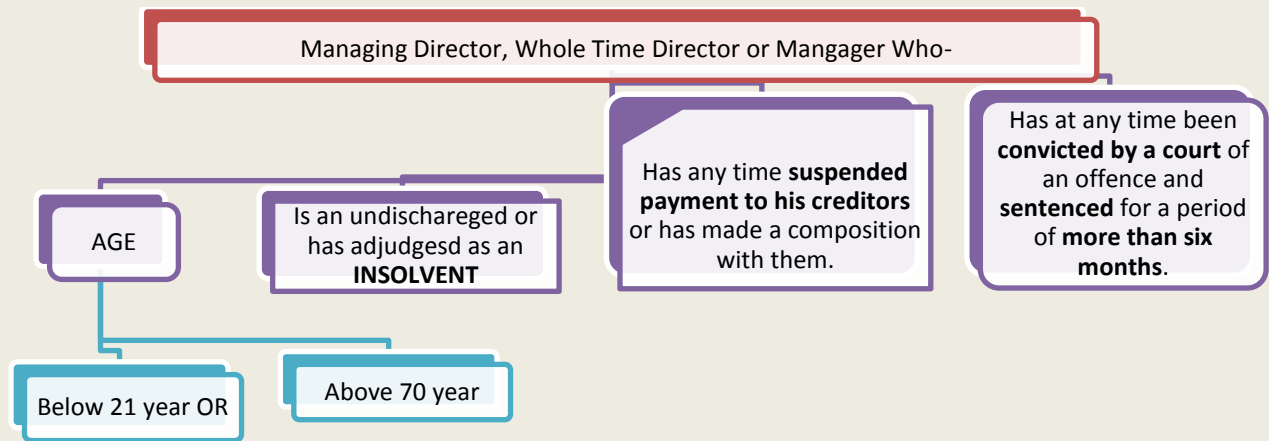 Managing Director, Whole Time Director or Mangager Who-
AGE
Is an undischareged or
has adjudgesd as an
INSOLVENT
Has any time suspended
payment to his creditors
or has made a composition
with them.
Has at any time been
convicted by a court of
an offence and
sentenced for a period
of more than six
months.
Below 21 year OR
Above 70 year